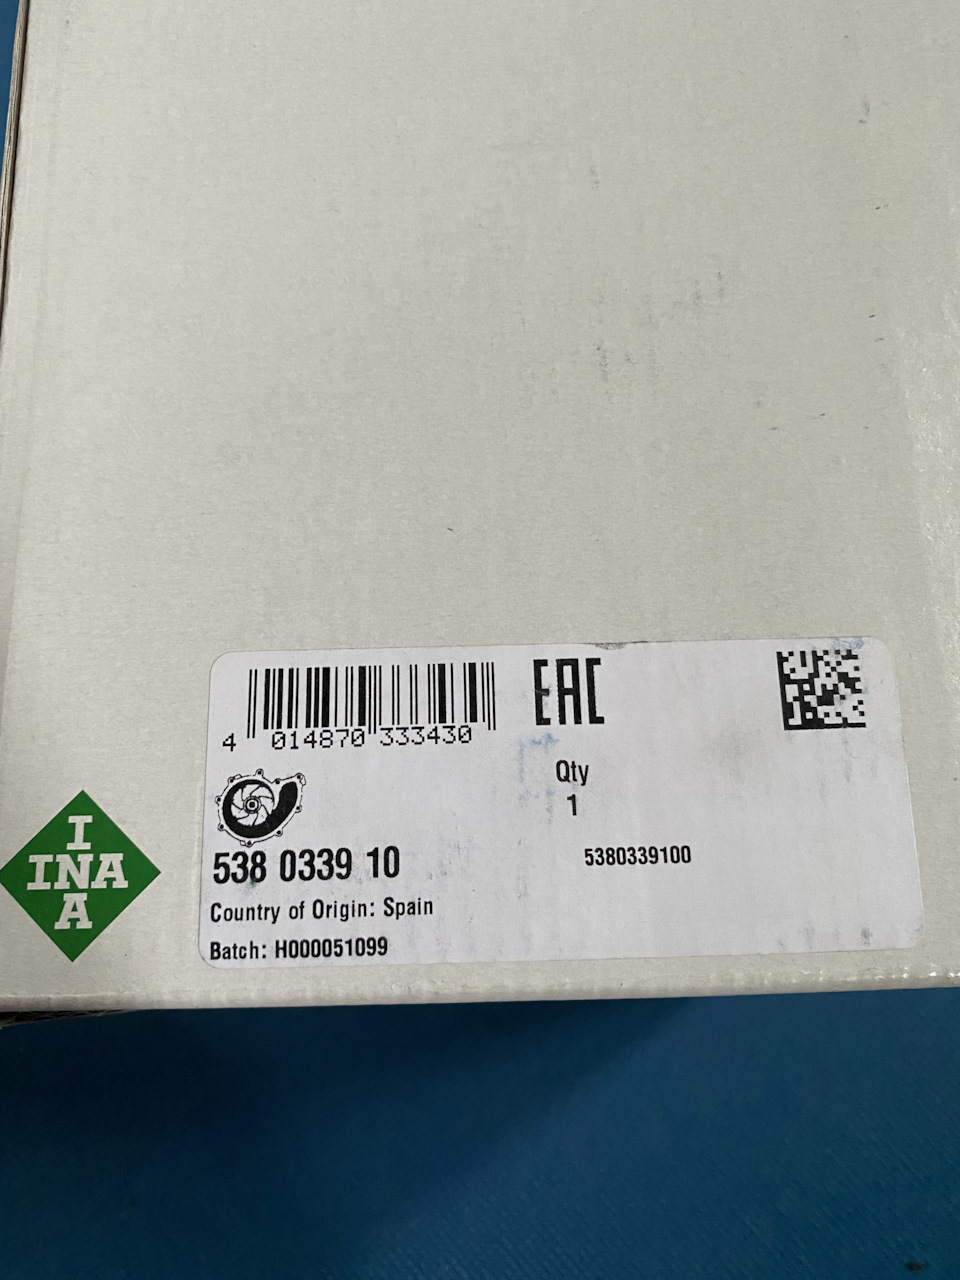 4 014870 333430
EAC
Qty
1
538 0339 10
5380339100
Country of Origin: Spain
Batch: H000051099
I
INA
A